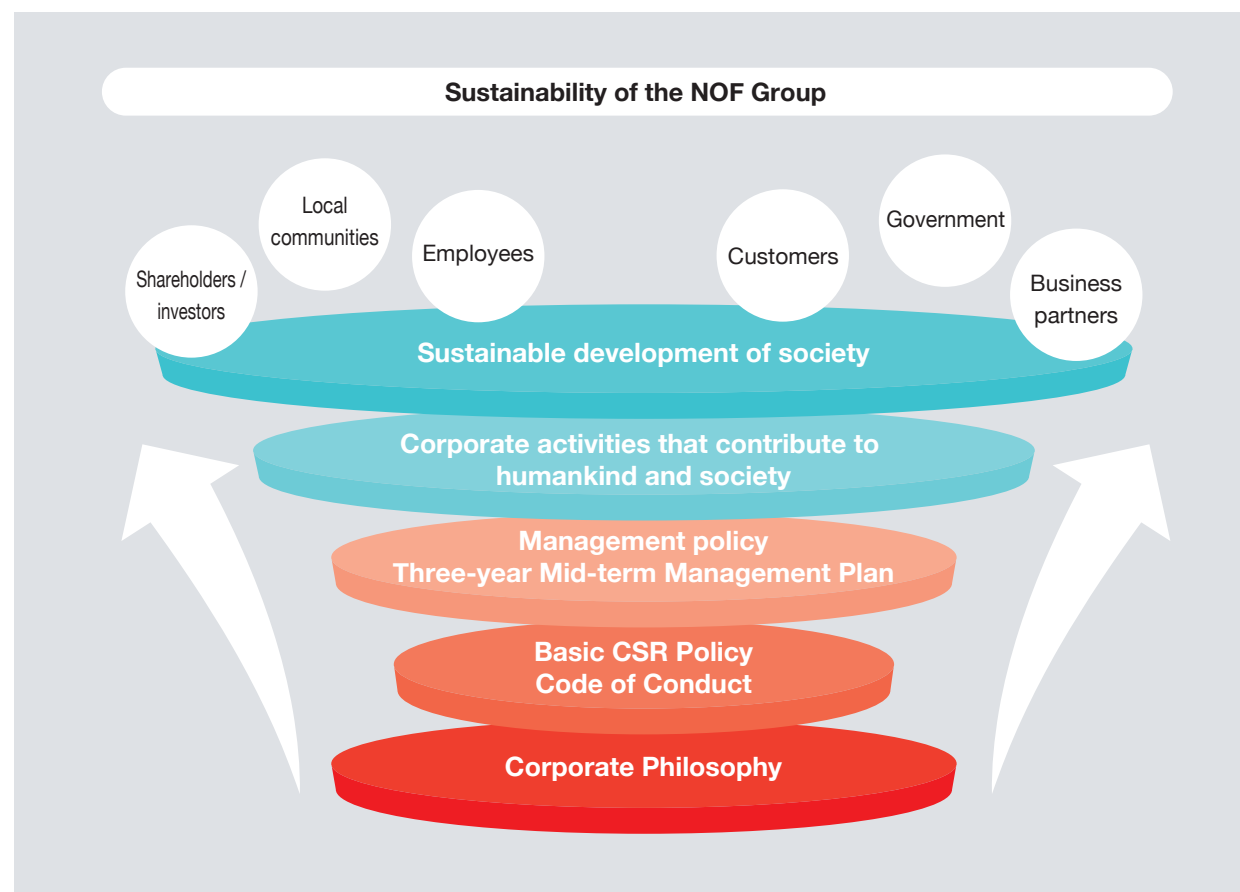 Sustainability of the NOF Group
Shareholders /
investors
Local
communities
Employees
Customers
Government
Business
partners
Sustainable development of society
Corporate activities that contribute to
humankind and society
Management policy
Three-year Mid-term Management Plan
Basic CSR Policy
Code of Conduct
Corporate Philosophy